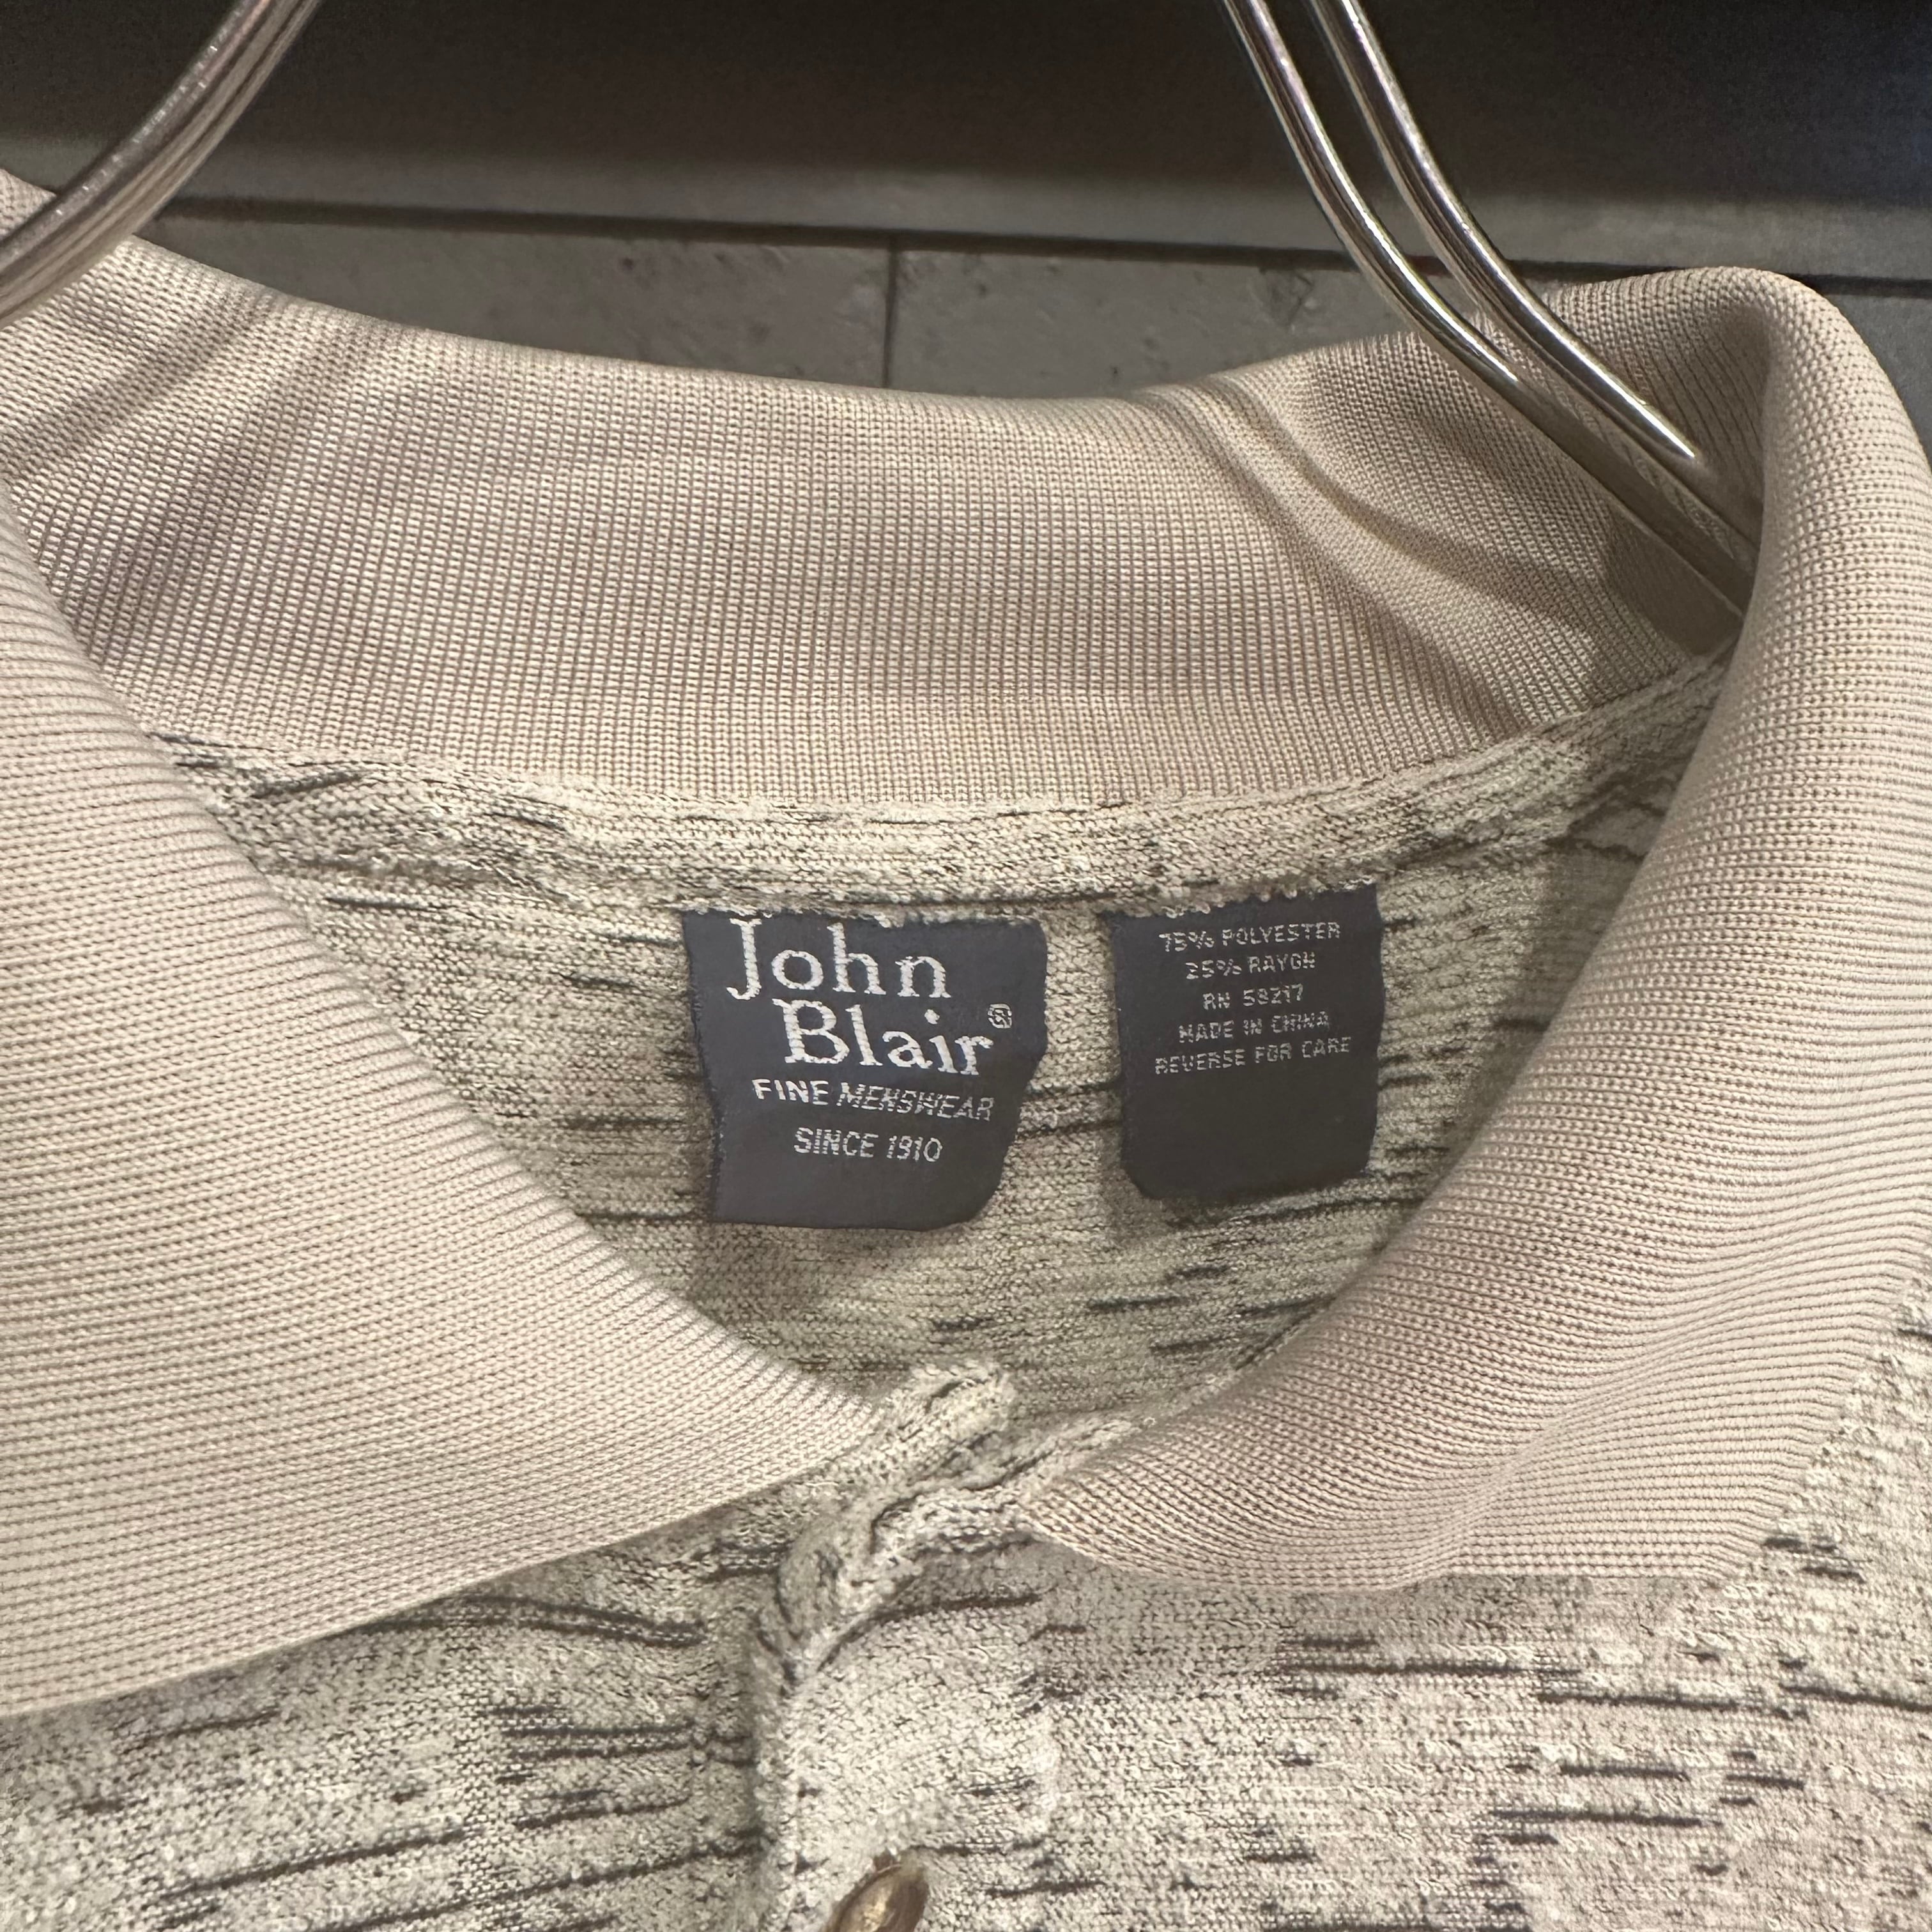 John
Blair®
FINE MENSWEAR
SINCE 1910
75% POLYESTER
25% RAYON
RN 58217
MADE IN CHINA
REVERSE FOR CARE